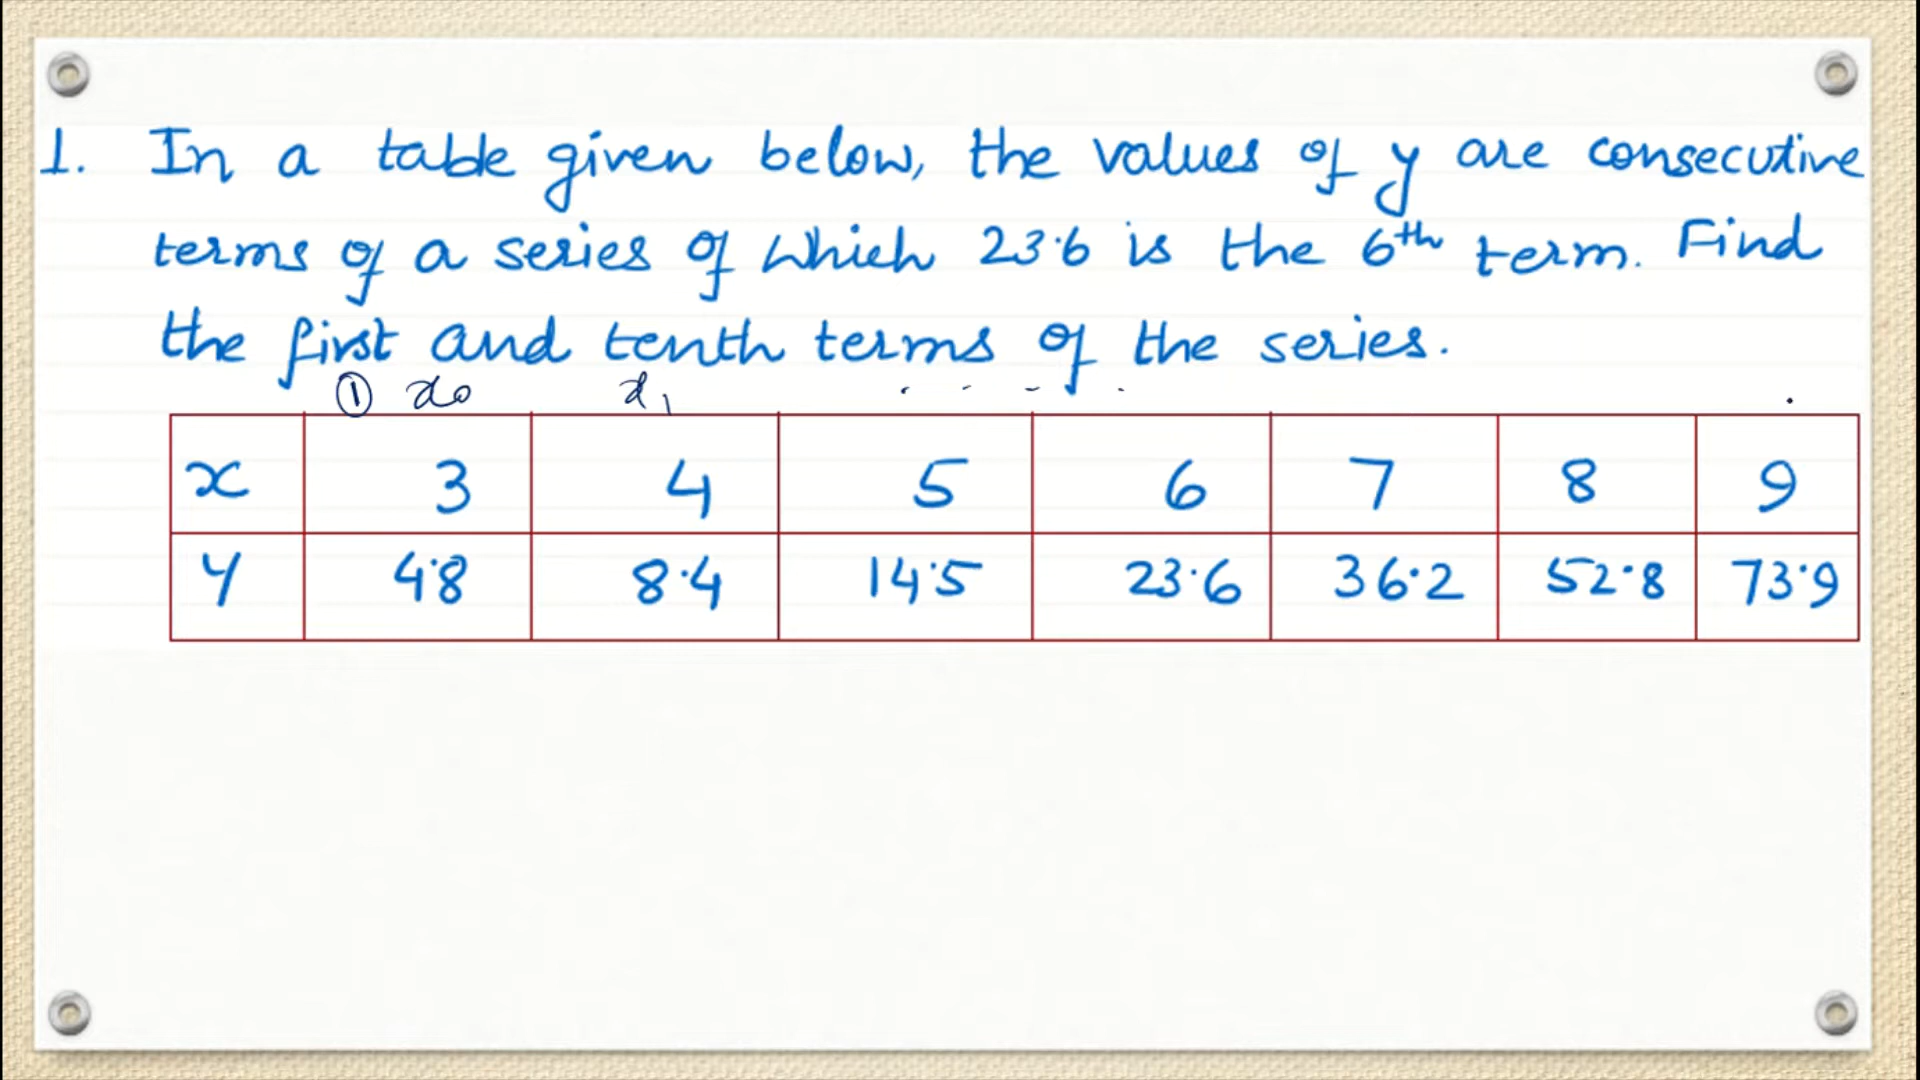 1. In a table given below, the values of y are consecutive
terms of a series of which 23.6 is the 6th term. Find
the first and tenth terms of the series.
① x0 x1 . - - . .
x 3 4 5 6 7 8 9
y 4.8 8.4 14.5 23.6 36.2 52.8 73.9